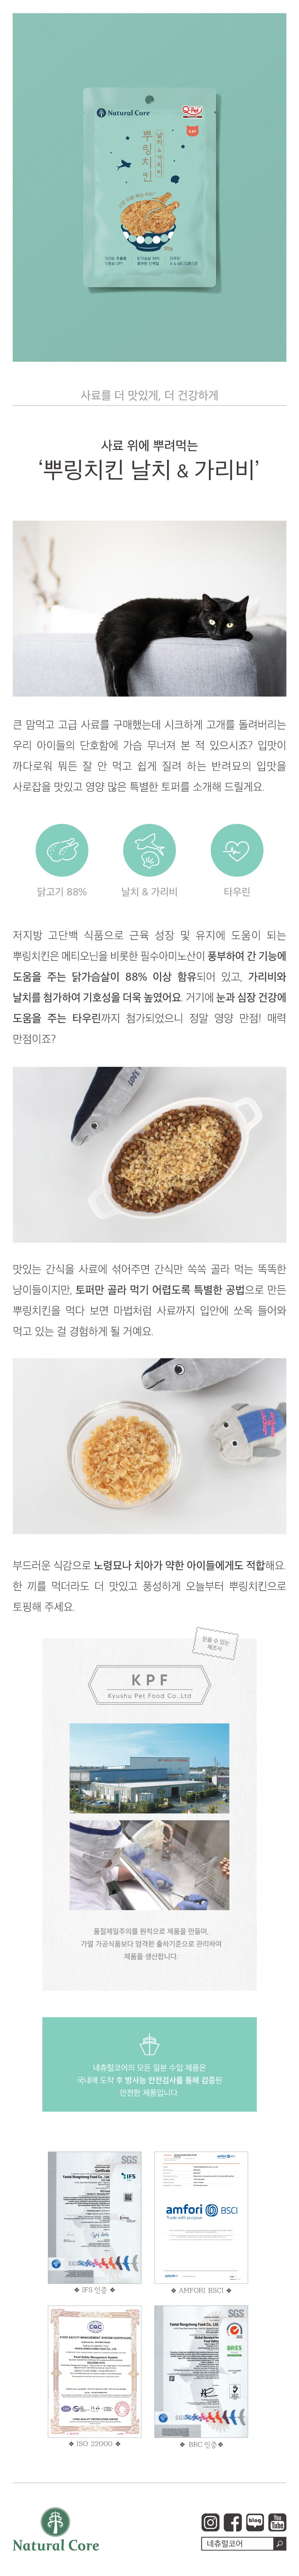 Natural Core
Q-Pet
CAT
뿌링치킨
날치&가리비
20g
사료를 더 맛있게, 더 건강하게
사료 위에 뿌려먹는
‘뿌링치킨 날치 & 가리비’
큰 맘먹고 고급 사료를 구매했는데 시크하게 고개를 돌려버리는
우리 아이들의 단호함에 가슴 무너져 본 적 있으시죠? 입맛이
까다로워 뭐든 잘 안 먹고 쉽게 질려 하는 반려묘의 입맛을
사로잡을 맛있고 영양 많은 특별한 토퍼를 소개해 드릴게요.
닭고기 88%
날치 & 가리비
타우린
저지방 고단백 식품으로 근육 성장 및 유지에 도움이 되는
뿌링치킨은 메티오닌을 비롯한 필수아미노산이 풍부하여 간 기능에
도움을 주는 닭가슴살이 88% 이상 함유되어 있고, 가리비와
날치를 첨가하여 기호성을 더욱 높였어요. 거기에 눈과 심장 건강에
도움을 주는 타우린까지 첨가되었으니 정말 영양 만점! 매력
만점이죠?
맛있는 간식을 사료에 섞어주면 간식만 쏙쏙 골라 먹는 똑똑한
냥이들이지만, 토퍼만 골라 먹기 어렵도록 특별한 공법으로 만든
뿌링치킨을 먹다 보면 마법처럼 사료까지 입안에 쏘옥 들어와
먹고 있는 걸 경험하게 될 거예요.
부드러운 식감으로 노령묘나 치아가 약한 아이들에게도 적합해요.
한 끼를 먹더라도 더 맛있고 풍성하게 오늘부터 뿌링치킨으로
토핑해 주세요.
믿을 수 있는
제조사
KPF
Kyushu Pet Food Co.,Ltd
품질제일주의를 원칙으로 제품을 만들며,
가열 가공식품보다 엄격한 출하기준으로 관리하여
제품을 생산합니다.
네츄럴코어의 모든 일본 수입 제품은
국내에 도착 후 방사능 안전검사를 통해 검증된
안전한 제품입니다.
SGS
IFS
amfori BSCI
Trade with purpose
❖ IFS 인증 ❖
❖ AMFORI BSCI ❖
CQC
SGS
BRCS
❖ ISO 22000 ❖
❖ BRC 인증 ❖
Natural Core
blog
You
Tube
네츄럴코어